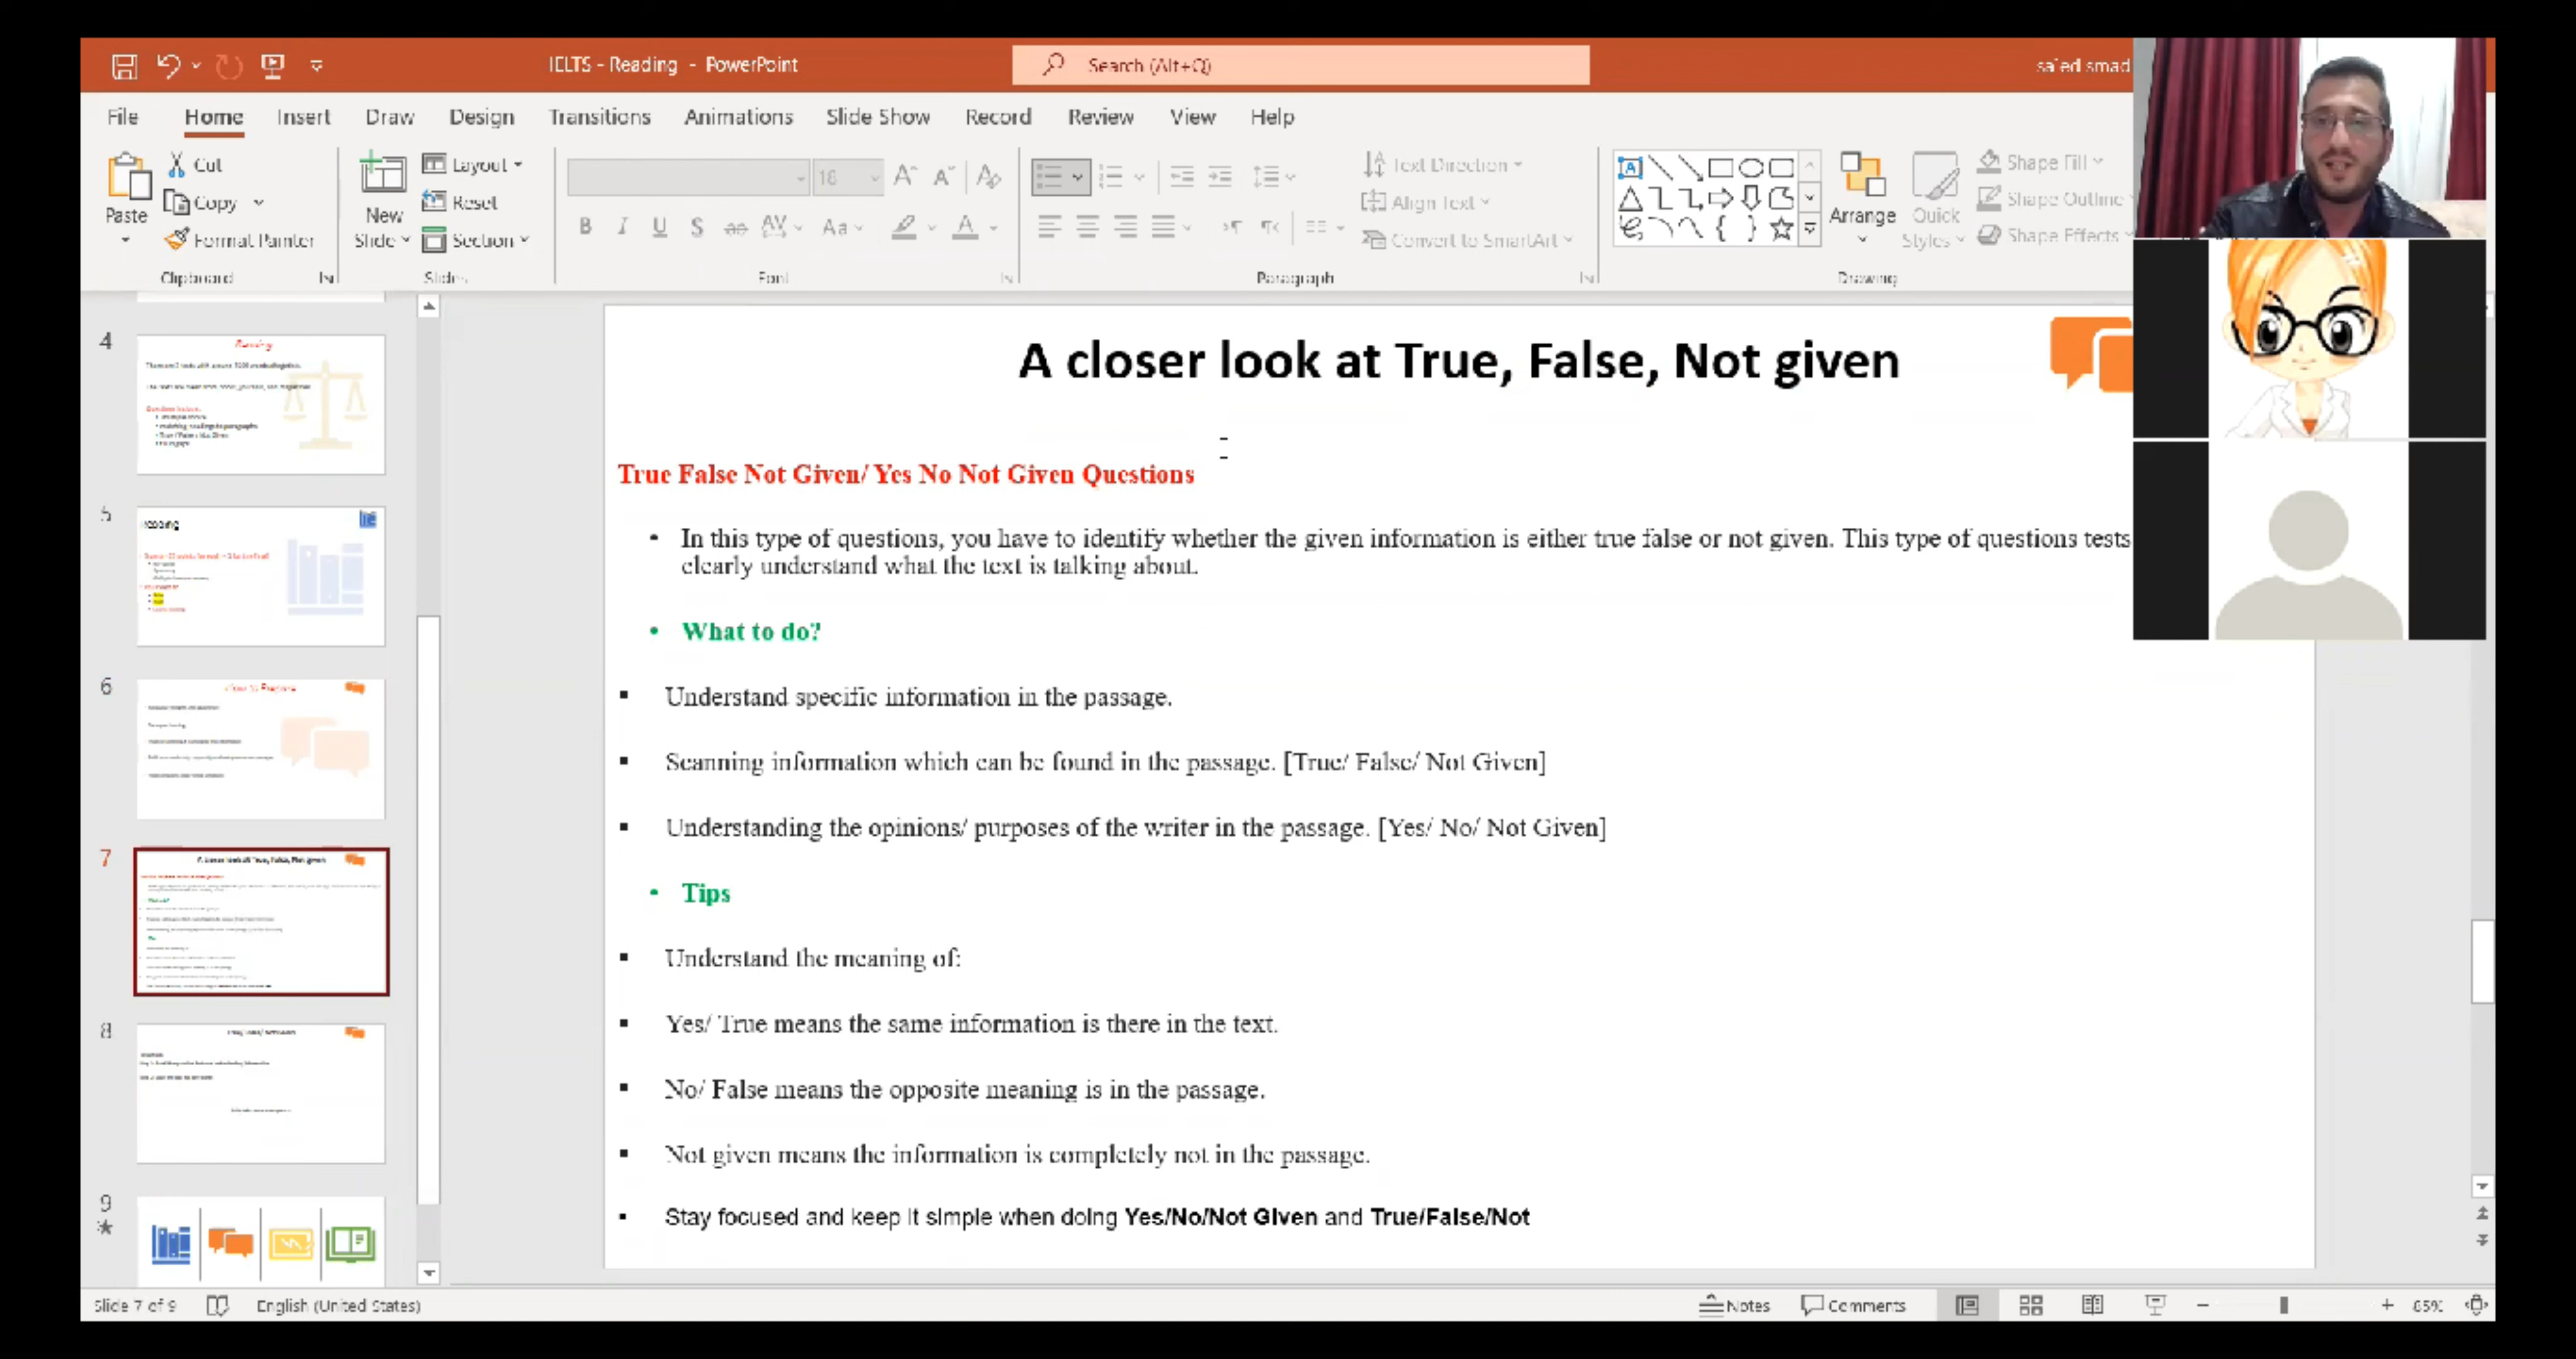 IELTS - Reading - PowerPoint
Search (Alt+Q)
saed smad
File Home Insert Draw Design Transitions Animations Slide Show Record Review View Help
Paste
Cut
Copy
Format Painter
Clipboard
New Slide
Layout
Reset
Section
Slides
18
Font
Text Direction
Align Text
Convert to SmartArt
Paragraph
Arrange
Quick Styles
Shape Fill
Shape Outline
Shape Effects
Drawing
4
5
6
7
8
9
A closer look at True, False, Not given
True False Not Given/ Yes No Not Given Questions
• In this type of questions, you have to identify whether the given information is either true false or not given. This type of questions tests
clearly understand what the text is talking about.
• What to do?
▪ Understand specific information in the passage.
▪ Scanning information which can be found in the passage. [True/ False/ Not Given]
▪ Understanding the opinions/ purposes of the writer in the passage. [Yes/ No/ Not Given]
• Tips
▪ Understand the meaning of:
▪ Yes/ True means the same information is there in the text.
▪ No/ False means the opposite meaning is in the passage.
▪ Not given means the information is completely not in the passage.
▪ Stay focused and keep it simple when doing Yes/No/Not Given and True/False/Not
Slide 7 of 9
English (United States)
Notes
Comments
85%